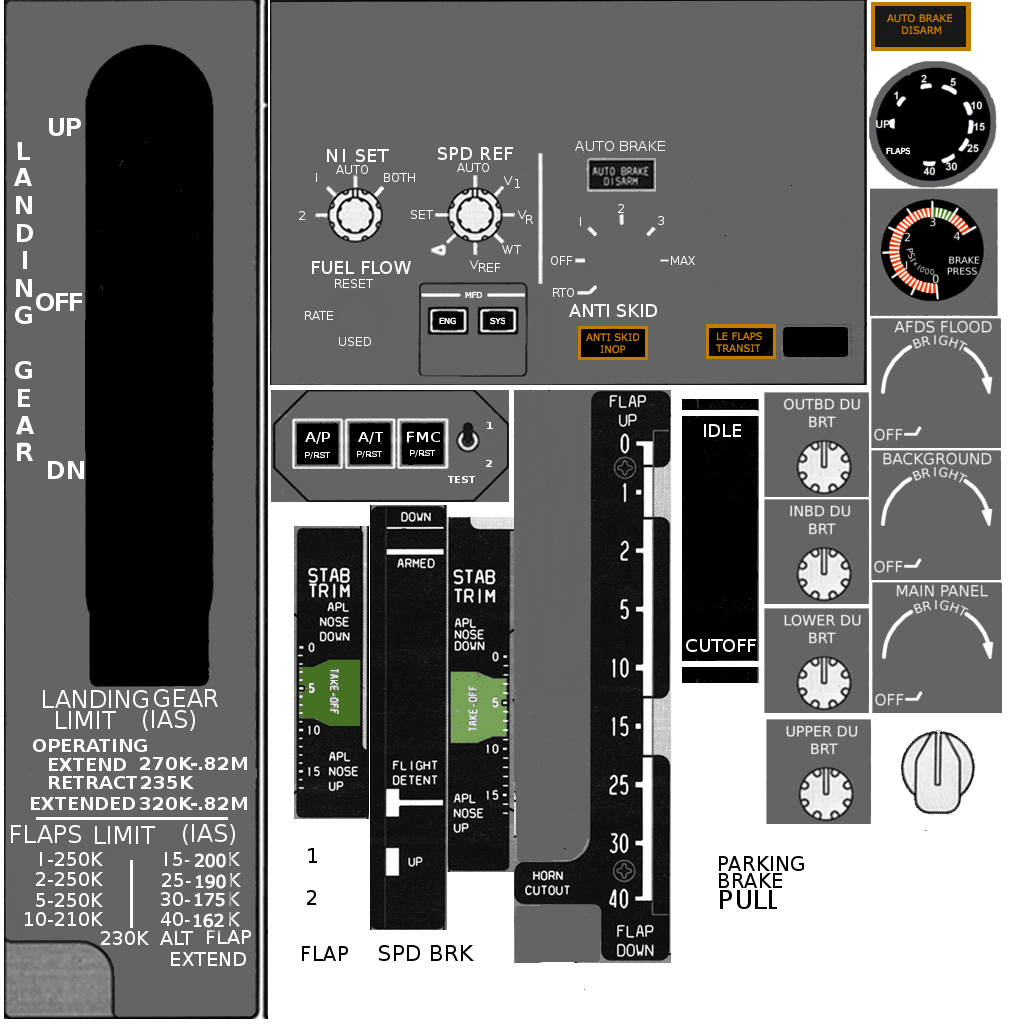 UP
OFF
DN
LANDING GEAR
LANDING GEAR
LIMIT (IAS)
OPERATING
EXTEND 270K-.82M
RETRACT 235K
EXTENDED 320K-.82M
FLAPS LIMIT (IAS)
1-250K 15-200K
2-250K 25-190K
5-250K 30-175K
10-210K 40-162K
230K ALT FLAP
EXTEND
NI SET
AUTO
1
BOTH
2
SPD REF
AUTO
V1
SET
VR
WT
VREF
FUEL FLOW
RESET
RATE
USED
MFD
ENG SYS
AUTO BRAKE
AUTO BRAKE
DISARM
1 2 3
OFF MAX
RTO
ANTI SKID
ANTI SKID
INOP
LE FLAPS
TRANSIT
AUTO BRAKE
DISARM
UP 1 2 5 10 15 25 30 40
FLAPS
0 1 2 3 4
PSI x 1000
BRAKE
PRESS
AFDS FLOOD
BRIGHT
OFF
BACKGROUND
BRIGHT
OFF
MAIN PANEL
BRIGHT
OFF
A/P A/T FMC
P/RST P/RST P/RST
1
2
TEST
STAB
TRIM
APL
NOSE
DOWN
0
5
TAKE-OFF
10
15
APL
NOSE
UP
DOWN
ARMED
FLIGHT
DETENT
UP
STAB
TRIM
APL
NOSE
DOWN
0
5
TAKE-OFF
10
15
APL
NOSE
UP
1
2
FLAP
SPD BRK
FLAP
UP
0
1
2
5
10
15
25
30
40
HORN
CUTOUT
FLAP
DOWN
IDLE
CUTOFF
OUTBD DU
BRT
INBD DU
BRT
LOWER DU
BRT
UPPER DU
BRT
PARKING
BRAKE
PULL